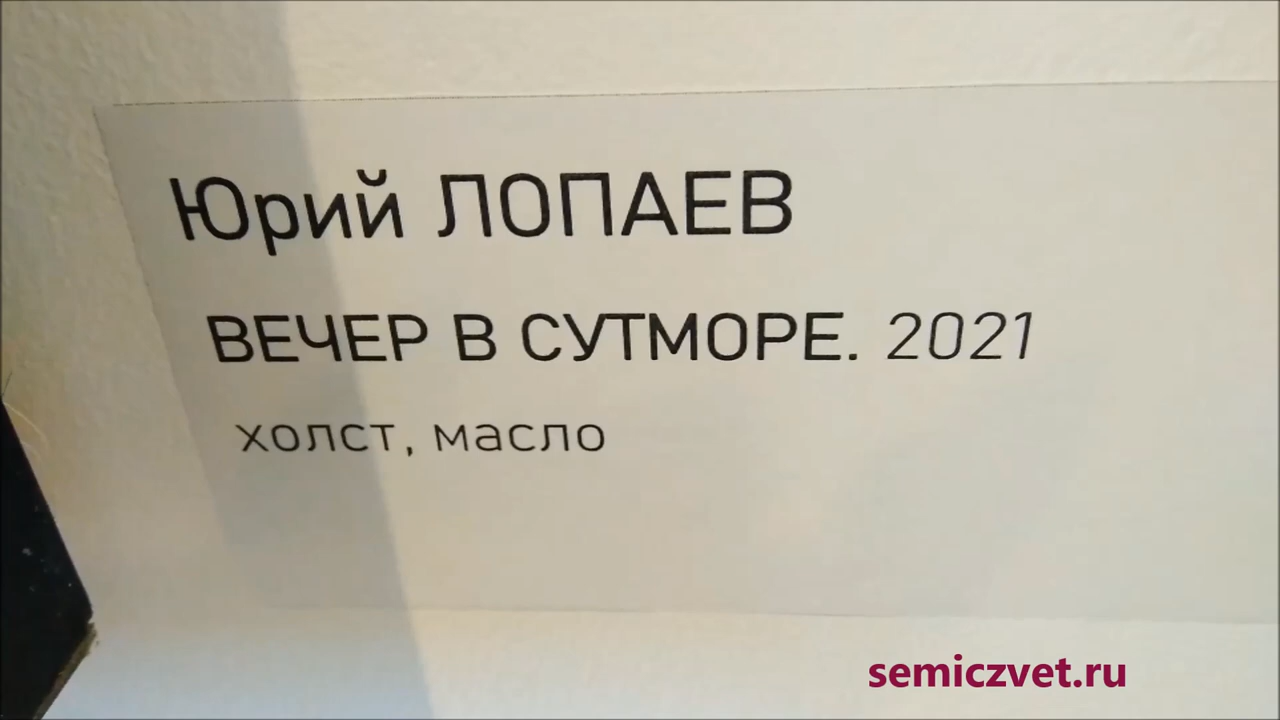 Юрий ЛОПАЕВ
ВЕЧЕР В СУТМОРЕ. 2021
холст, масло
semiczvet.ru